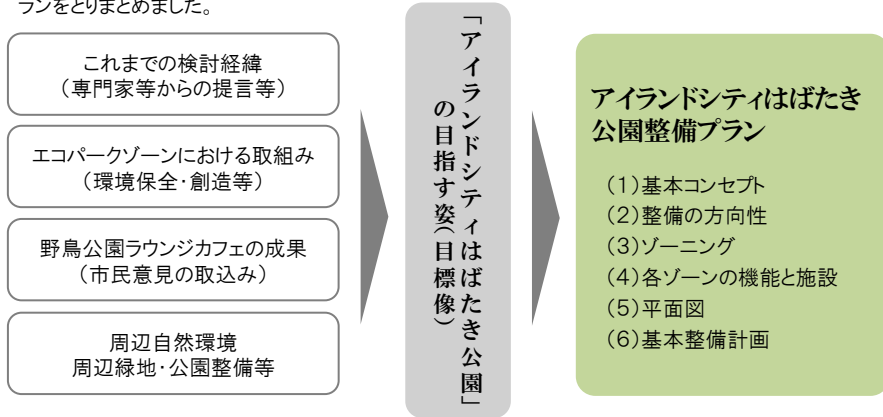 ランをとりまとめました。
これまでの検討経緯
（専門家等からの提言等）
エコパークゾーンにおける取組み
（環境保全・創造等）
野鳥公園ラウンジカフェの成果
（市民意見の取込み）
周辺自然環境
周辺緑地・公園整備等
「アイランドシティはばたき公園」
の目指す姿（目標像）
アイランドシティはばたき
公園整備プラン
（１）基本コンセプト
（２）整備の方向性
（３）ゾーニング
（４）各ゾーンの機能と施設
（５）平面図
（６）基本整備計画